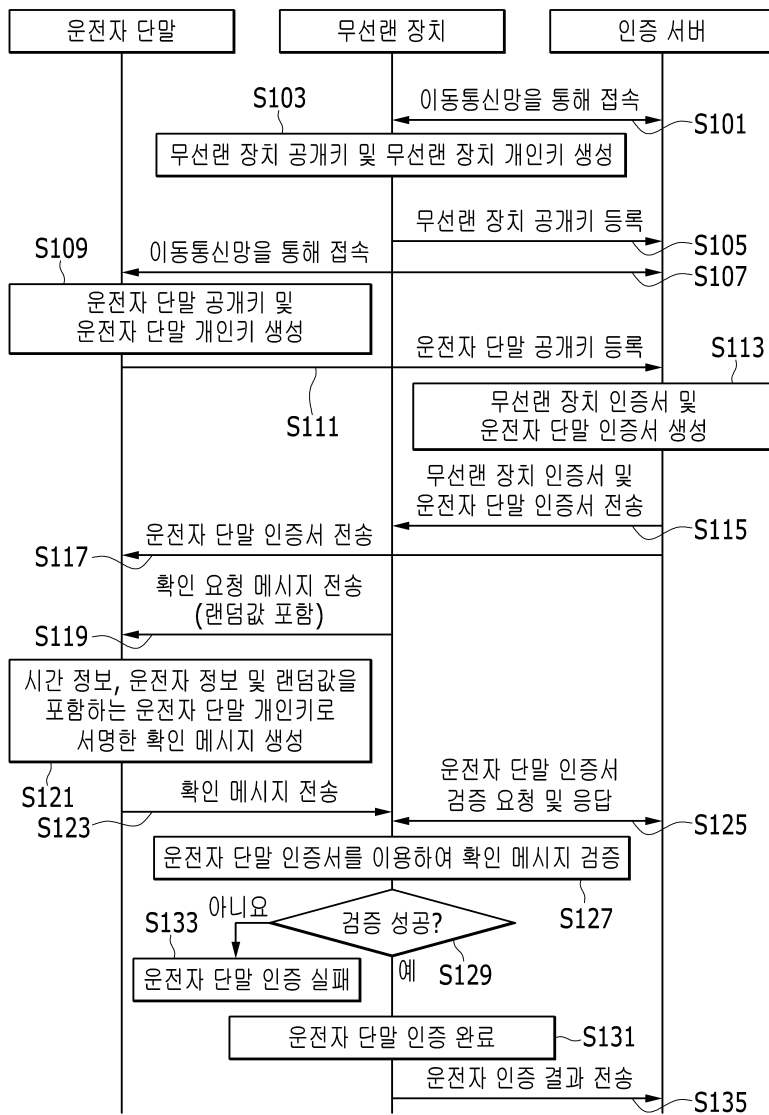 운전자 단말
무선랜 장치
인증 서버
S103
이동통신망을 통해 접속
S101
무선랜 장치 공개키 및 무선랜 장치 개인키 생성
무선랜 장치 공개키 등록
S105
S109
이동통신망을 통해 접속
S107
운전자 단말 공개키 및
운전자 단말 개인키 생성
운전자 단말 공개키 등록
S111
S113
무선랜 장치 인증서 및
운전자 단말 인증서 생성
무선랜 장치 인증서 및
운전자 단말 인증서 전송
S115
운전자 단말 인증서 전송
S117
확인 요청 메시지 전송
(랜덤값 포함)
S119
시간 정보, 운전자 정보 및 랜덤값을
포함하는 운전자 단말 개인키로
서명한 확인 메시지 생성
S121
확인 메시지 전송
S123
운전자 단말 인증서
검증 요청 및 응답
S125
운전자 단말 인증서를 이용하여 확인 메시지 검증
S127
아니요
S133
검증 성공?
S129
예
운전자 단말 인증 실패
운전자 단말 인증 완료
S131
운전자 인증 결과 전송
S135